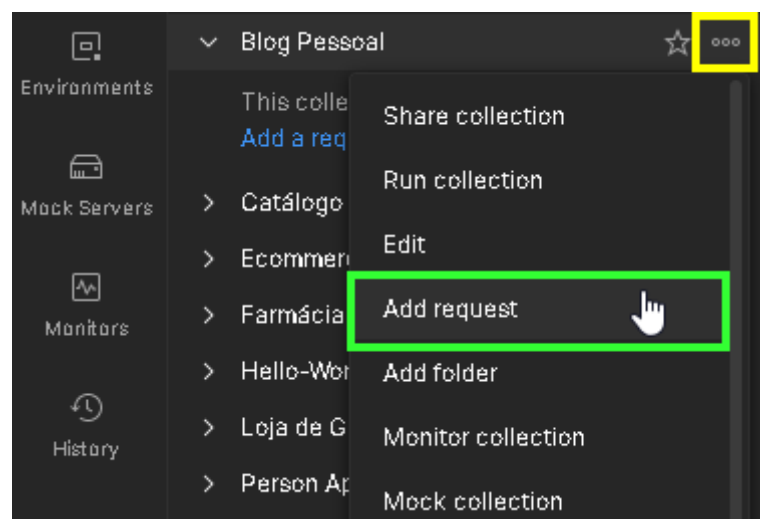 Environments
Mock Servers
Monitors
History
Blog Pessoal
This colle
Add a req
Catálogo
Ecommer
Farmácia
Hello-Wor
Loja de G
Person Ap
Share collection
Run collection
Edit
Add request
Add folder
Monitor collection
Mock collection